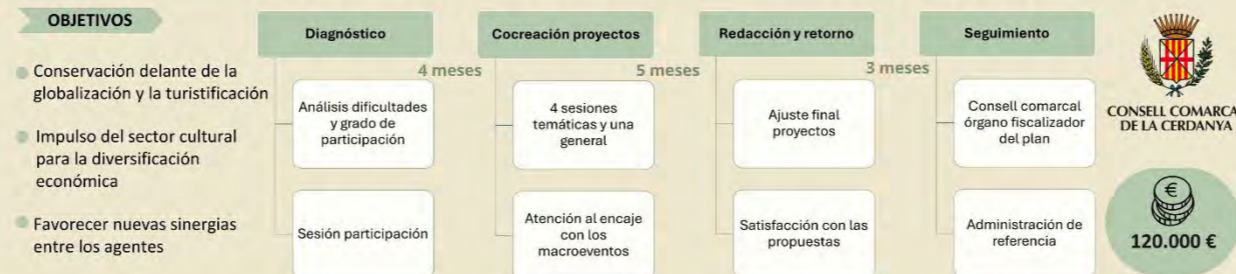 OBJETIVOS
Conservación delante de la
globalización y la turistificación
Impulso del sector cultural
para la diversificación
económica
Favorecer nuevas sinergias
entre los agentes
Diagnóstico
4 meses
Análisis dificultades
y grado de
participación
Sesión participación
Cocreación proyectos
5 meses
4 sesiones
temáticas y una
general
Atención al encaje
con los
macroeventos
Redacción y retorno
3 meses
Ajuste final
proyectos
Satisfacción con las
propuestas
Seguimiento
Consell comarcal
órgano fiscalizador
del plan
Administración de
referencia
CONSELL COMARCA
DE LA CERDANYA
€
120.000 €